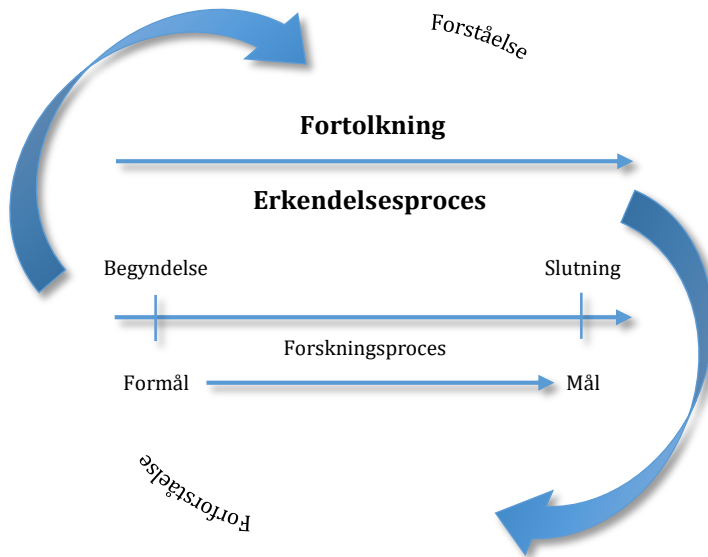 Forståelse
Fortolkning
Erkendelsesproces
Begyndelse
Slutning
Forskningsproces
Formål
Mål
Forforståelse